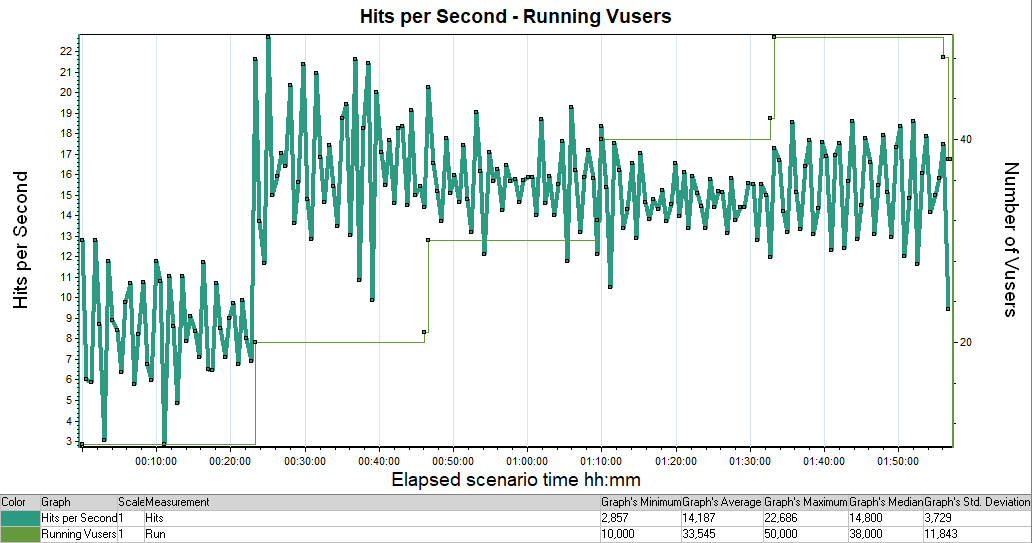 Hits per Second - Running Vusers
Hits per Second
22
21
20
19
18
17
16
15
14
13
12
11
10
9
8
7
6
5
4
3
40
20
Number of Vusers
00:10:00 00:20:00 00:30:00 00:40:00 00:50:00 01:00:00 01:10:00 01:20:00 01:30:00 01:40:00 01:50:00
Elapsed scenario time hh:mm
Color Graph Scale Measurement Graph's Minimum Graph's Average Graph's Maximum Graph's Median Graph's Std. Deviation
Hits per Second 1 Hits 2,857 14,187 22,686 14,800 3,729
Running Vusers 1 Run 10,000 33,545 50,000 38,000 11,843